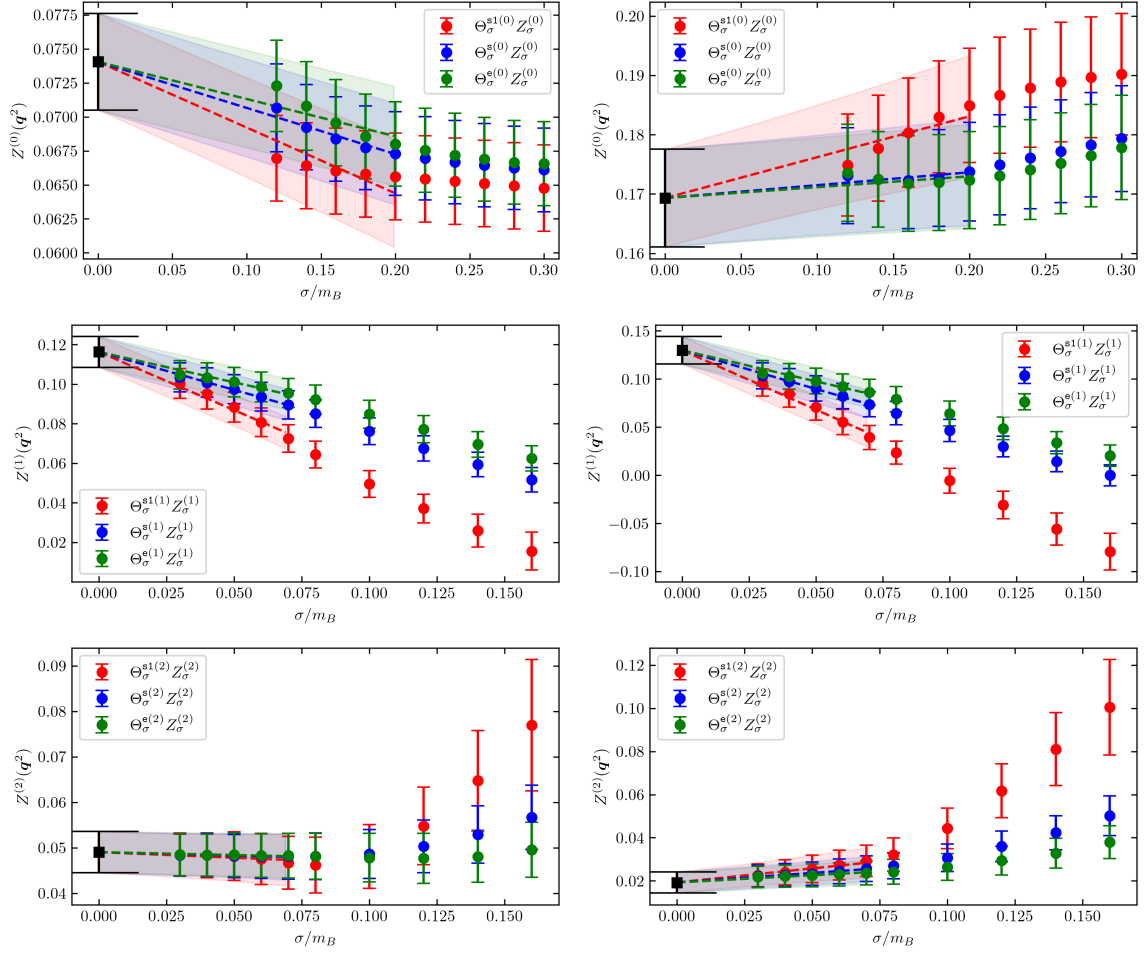 0.0775
0.0750
0.0725
0.0700
0.0675
0.0650
0.0625
0.0600
Z^{(0)}(q^2)
Θ_σ^{s1(0)} Z_σ^{(0)}
Θ_σ^{s(0)} Z_σ^{(0)}
Θ_σ^{e(0)} Z_σ^{(0)}
0.00 0.05 0.10 0.15 0.20 0.25 0.30
σ/m_B
0.20
0.19
0.18
0.17
0.16
Z^{(0)}(q^2)
Θ_σ^{s1(0)} Z_σ^{(0)}
Θ_σ^{s(0)} Z_σ^{(0)}
Θ_σ^{e(0)} Z_σ^{(0)}
0.00 0.05 0.10 0.15 0.20 0.25 0.30
σ/m_B
0.12
0.10
0.08
0.06
0.04
0.02
Z^{(1)}(q^2)
Θ_σ^{s1(1)} Z_σ^{(1)}
Θ_σ^{s(1)} Z_σ^{(1)}
Θ_σ^{e(1)} Z_σ^{(1)}
0.000 0.025 0.050 0.075 0.100 0.125 0.150
σ/m_B
0.15
0.10
0.05
0.00
−0.05
−0.10
Z^{(1)}(q^2)
Θ_σ^{s1(1)} Z_σ^{(1)}
Θ_σ^{s(1)} Z_σ^{(1)}
Θ_σ^{e(1)} Z_σ^{(1)}
0.000 0.025 0.050 0.075 0.100 0.125 0.150
σ/m_B
0.09
0.08
0.07
0.06
0.05
0.04
Z^{(2)}(q^2)
Θ_σ^{s1(2)} Z_σ^{(2)}
Θ_σ^{s(2)} Z_σ^{(2)}
Θ_σ^{e(2)} Z_σ^{(2)}
0.000 0.025 0.050 0.075 0.100 0.125 0.150
σ/m_B
0.12
0.10
0.08
0.06
0.04
0.02
Z^{(2)}(q^2)
Θ_σ^{s1(2)} Z_σ^{(2)}
Θ_σ^{s(2)} Z_σ^{(2)}
Θ_σ^{e(2)} Z_σ^{(2)}
0.000 0.025 0.050 0.075 0.100 0.125 0.150
σ/m_B